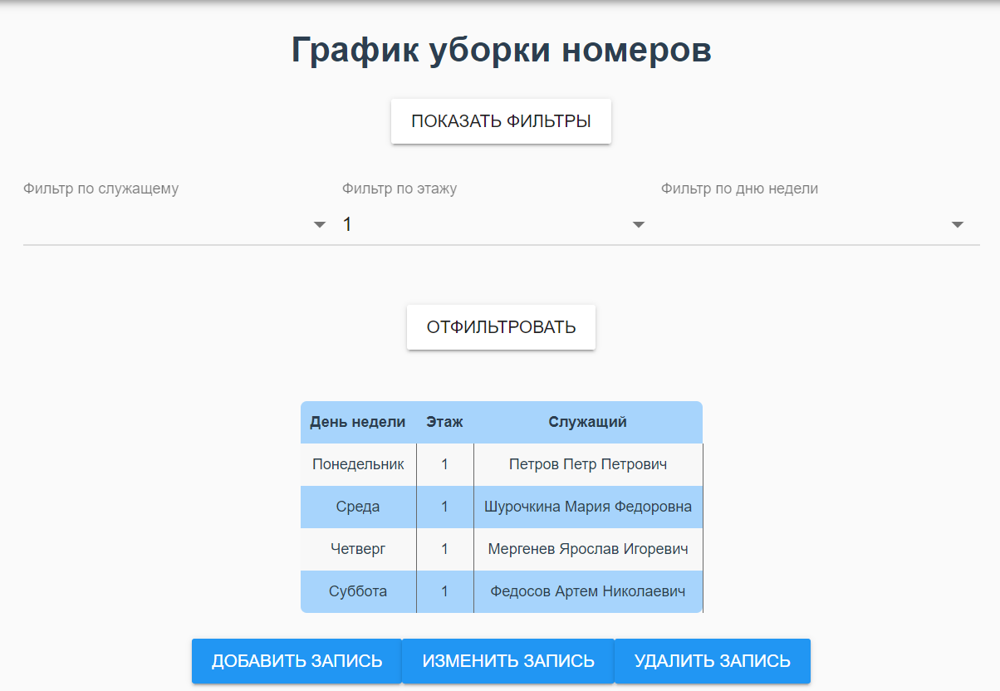 График уборки номеров
ПОКАЗАТЬ ФИЛЬТРЫ
Фильтр по служащему Фильтр по этажу Фильтр по дню недели
1
ОТФИЛЬТРОВАТЬ
День недели Этаж Служащий
Понедельник 1 Петров Петр Петрович
Среда 1 Шурочкина Мария Федоровна
Четверг 1 Мергенев Ярослав Игоревич
Суббота 1 Федосов Артем Николаевич
ДОБАВИТЬ ЗАПИСЬ ИЗМЕНИТЬ ЗАПИСЬ УДАЛИТЬ ЗАПИСЬ